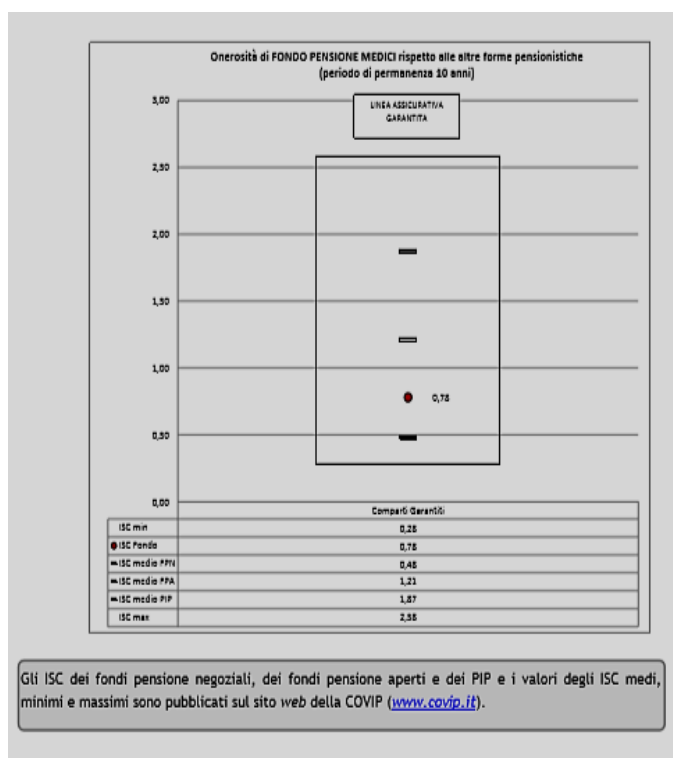 Onerosità di FONDO PENSIONE MEDICI rispetto alle altre forme pensionistiche
(periodo di permanenza 10 anni)
LINEA ASSICURATIVA
GARANTITA
3,00
2,50
2,00
1,50
1,00
0,78
0,50
0,00
Comparti Garantiti
ISC min 0,28
ISC Fondo 0,78
ISC medio FPN 0,48
ISC medio FPA 1,21
ISC medio PIP 1,87
ISC max 2,58
Gli ISC dei fondi pensione negoziali, dei fondi pensione aperti e dei PIP e i valori degli ISC medi,
minimi e massimi sono pubblicati sul sito web della COVIP (www.covip.it).